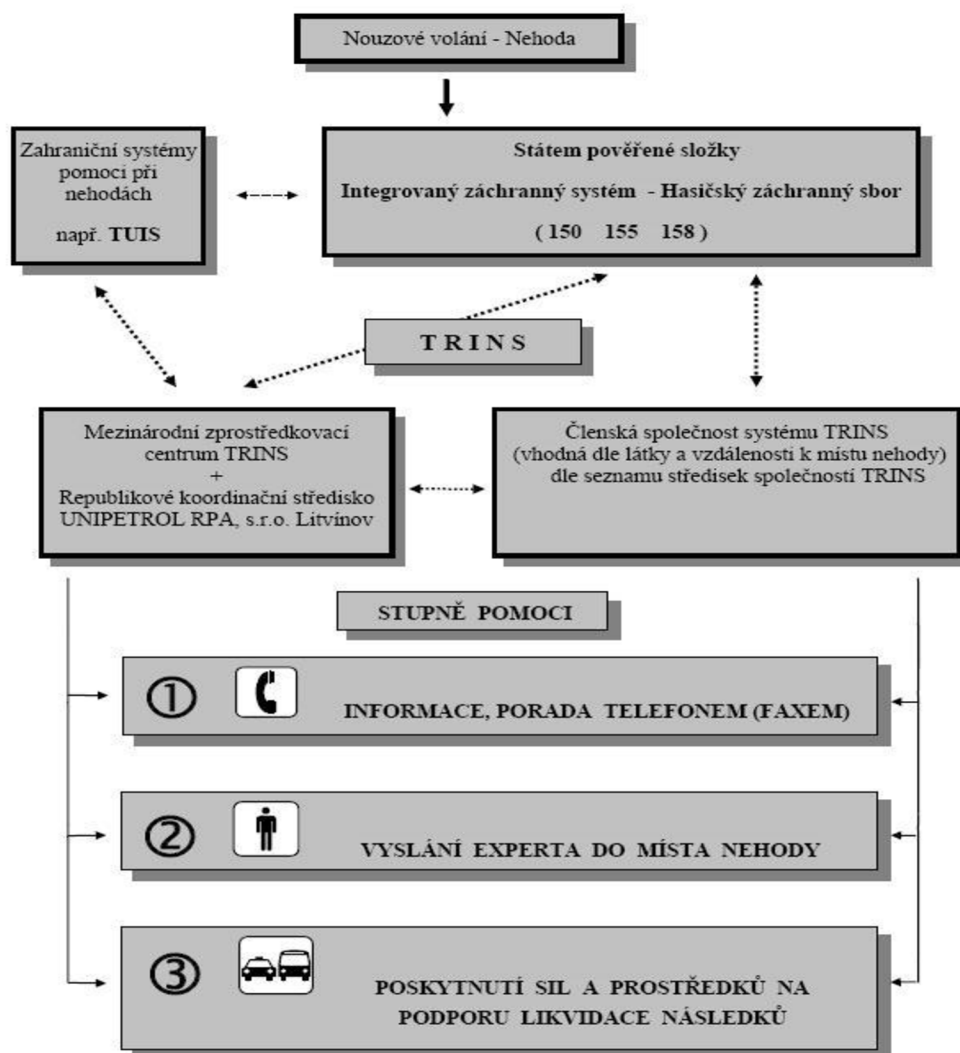 Nouzové volání - Nehoda
Zahraniční systémy
pomoci při
nehodách
např. TUIS
Státem pověřené složky
Integrovaný záchranný systém - Hasičský záchranný sbor
( 150 155 158 )
T R I N S
Mezinárodní zprostředkovací
centrum TRINS
+
Republikové koordinační středisko
UNIPETROL RPA, s.r.o. Litvínov
Členská společnost systému TRINS
(vhodná dle látky a vzdálenosti k místu nehody)
dle seznamu středisek společností TRINS
STUPNĚ POMOCI
①
INFORMACE, PORADA TELEFONEM (FAXEM)
②
VYSLÁNÍ EXPERTA DO MÍSTA NEHODY
③
POSKYTNUTÍ SIL A PROSTŘEDKŮ NA
PODPORU LIKVIDACE NÁSLEDKŮ